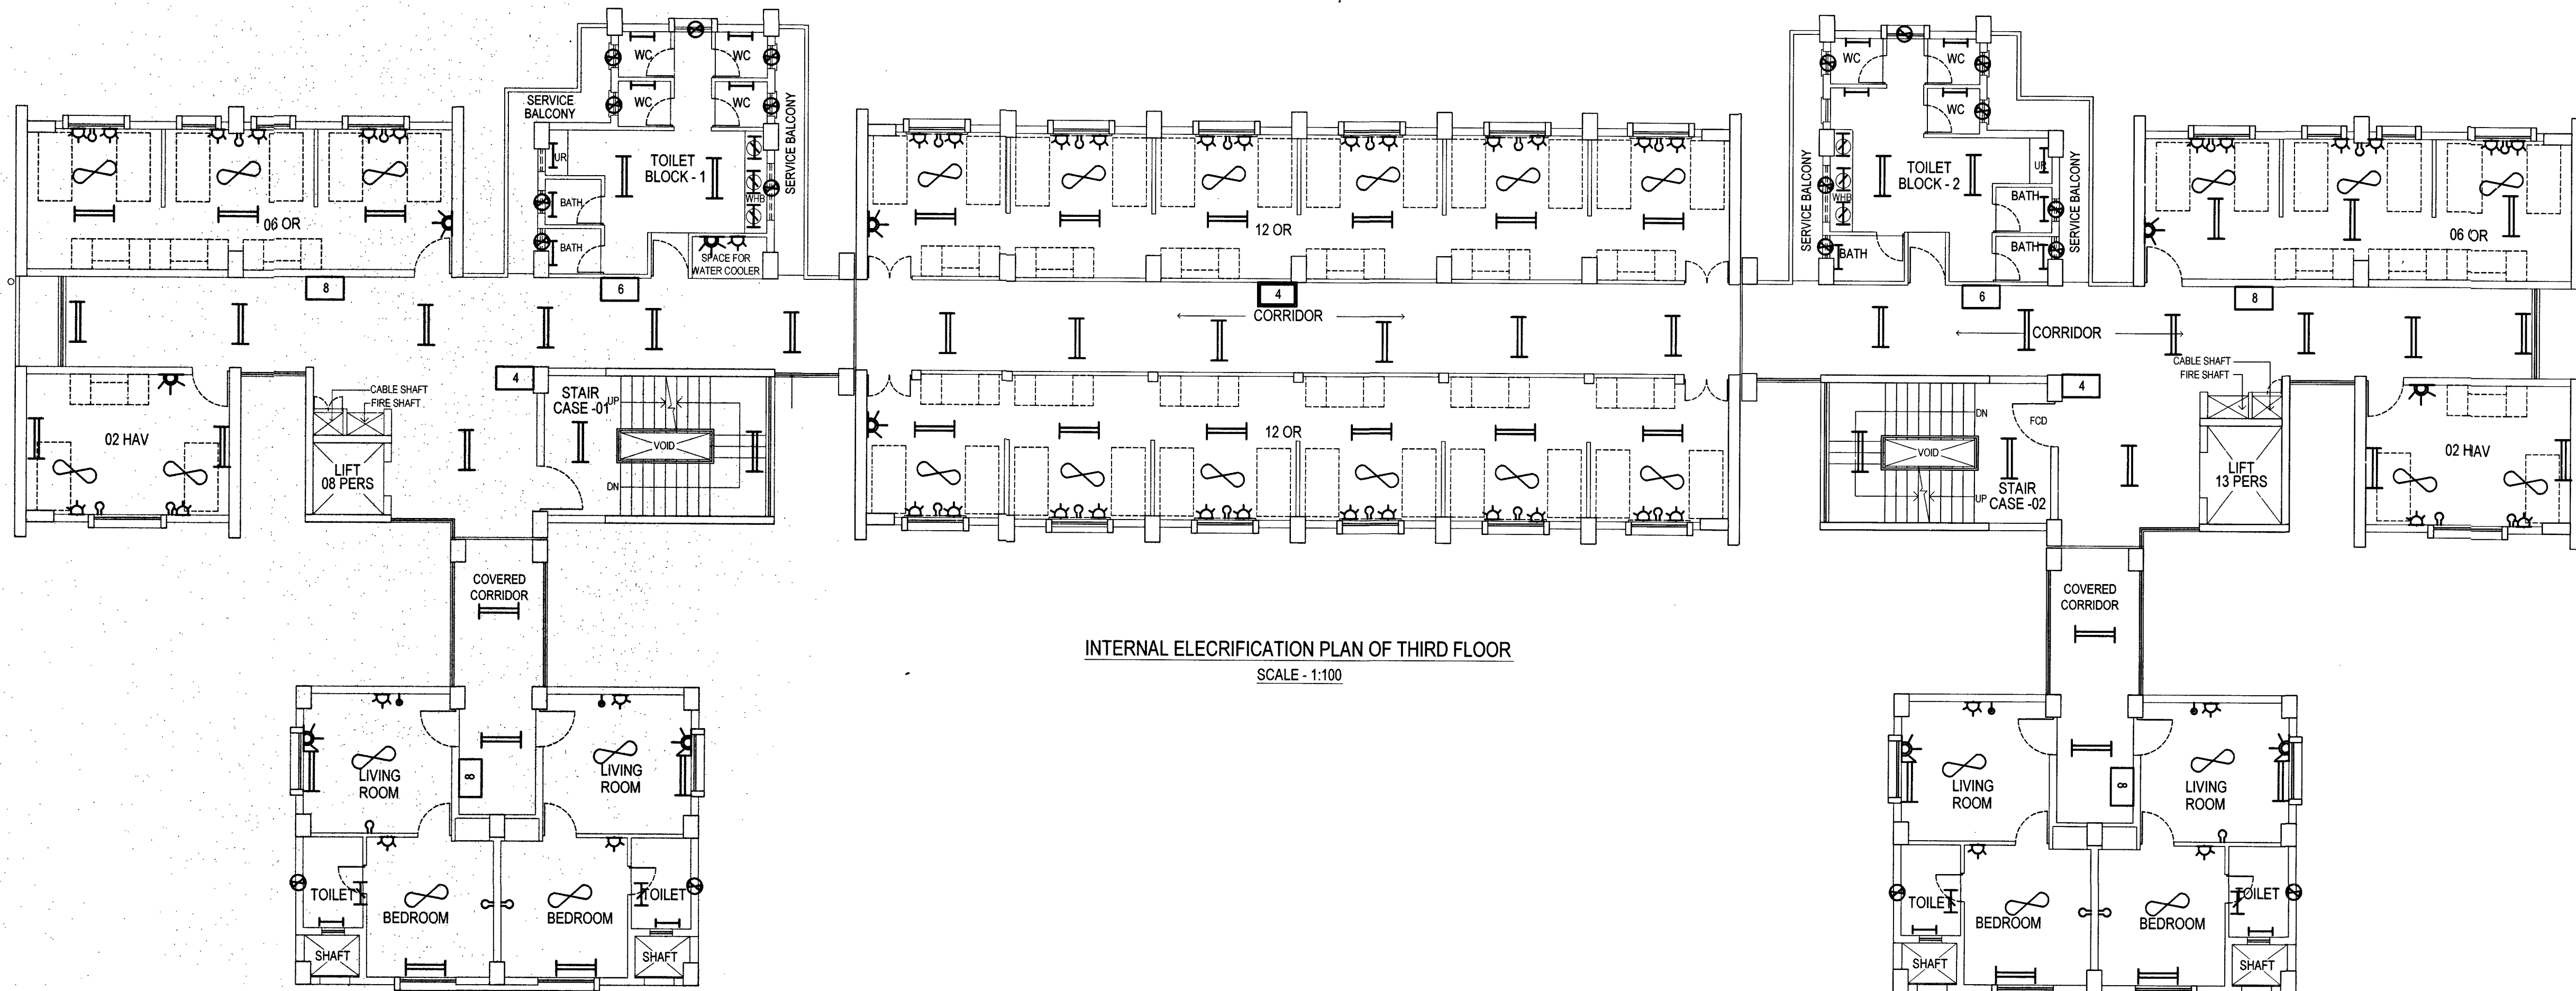 WC
WC
WC
WC
SERVICE
BALCONY
SERVICE BALCONY
UR
TOILET
BLOCK - 1
WHB
BATH
BATH
SPACE FOR
WATER COOLER
06 OR
8
6
12 OR
4
CORRIDOR
12 OR
WC
WC
WC
SERVICE BALCONY
TOILET
BLOCK - 2
UR
WHB
BATH
BATH
BATH
SERVICE BALCONY
06 OR
6
8
CORRIDOR
4
STAIR
CASE -01
UP
VOID
DN
CABLE SHAFT
FIRE SHAFT
02 HAV
LIFT
08 PERS
DN
VOID
UP
FCD
STAIR
CASE -02
4
CABLE SHAFT
FIRE SHAFT
LIFT
13 PERS
02 HAV
COVERED
CORRIDOR
COVERED
CORRIDOR
INTERNAL ELECRIFICATION PLAN OF THIRD FLOOR
SCALE - 1:100
LIVING
ROOM
8
LIVING
ROOM
TOILET
BEDROOM
BEDROOM
TOILET
SHAFT
SHAFT
LIVING
ROOM
8
LIVING
ROOM
TOILET
BEDROOM
BEDROOM
TOILET
SHAFT
SHAFT